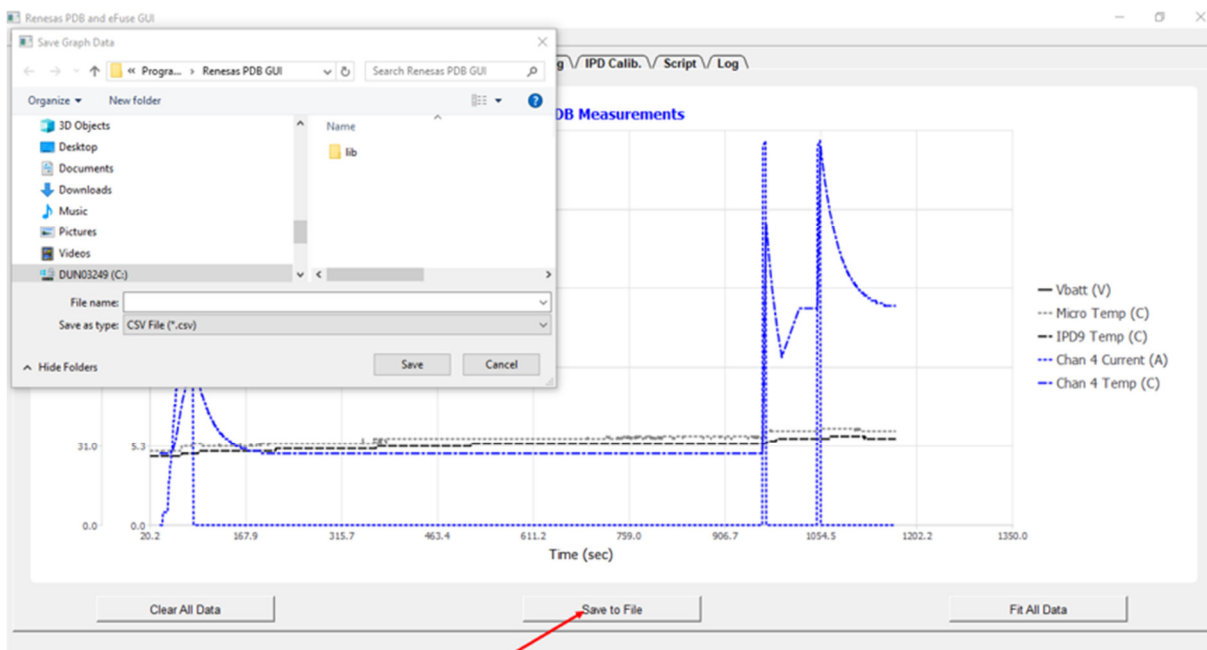 Renesas PDB and eFuse GUI
Save Graph Data
« Progra... › Renesas PDB GUI
Search Renesas PDB GUI
IPD Calib. Script Log
Organize New folder
3D Objects
Desktop
Documents
Downloads
Music
Pictures
Videos
DUN03249 (C:)
Name
lib
File name:
Save as type: CSV File (*.csv)
Hide Folders
Save Cancel
Measurements
Vbatt (V)
Micro Temp (C)
IPD9 Temp (C)
Chan 4 Current (A)
Chan 4 Temp (C)
31.0 5.3
0.0 0.0
20.2 167.9 315.7 463.4 611.2 759.0 906.7 1054.5 1202.2 1350.0
Time (sec)
Clear All Data Save to File Fit All Data